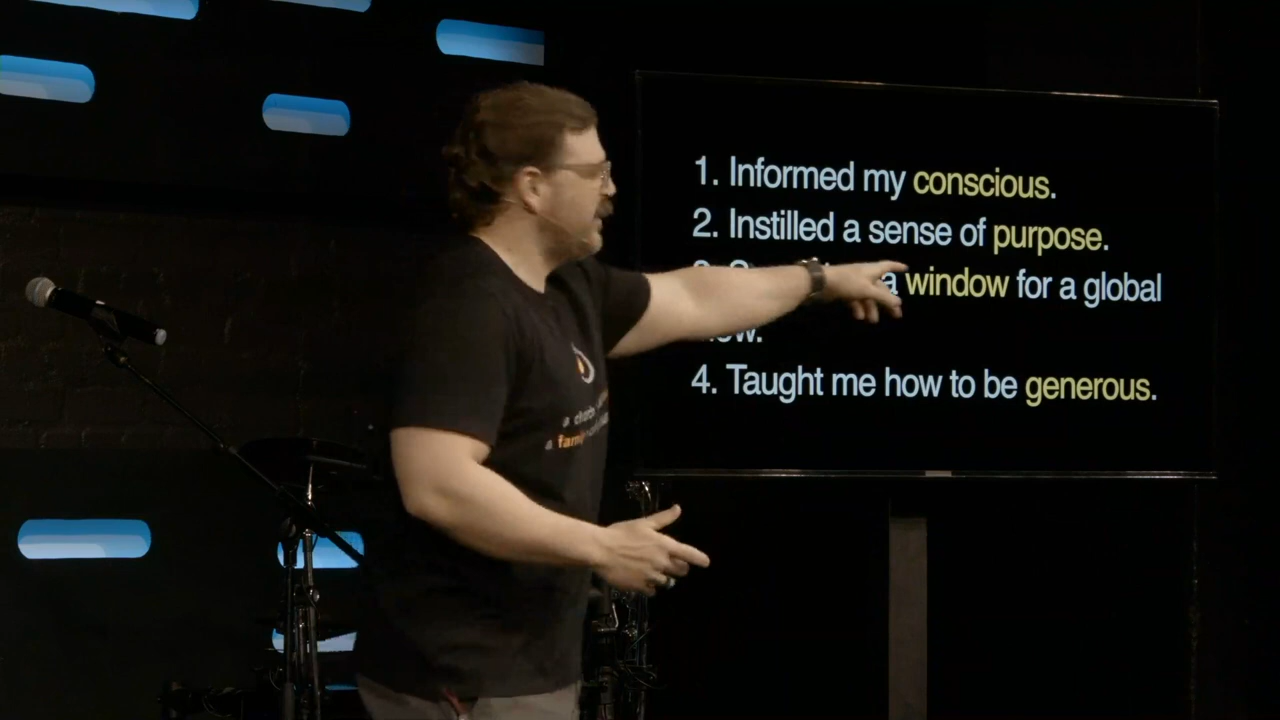 1. Informed my conscious.
2. Instilled a sense of purpose.
a window for a global
4. Taught me how to be generous.
a
a